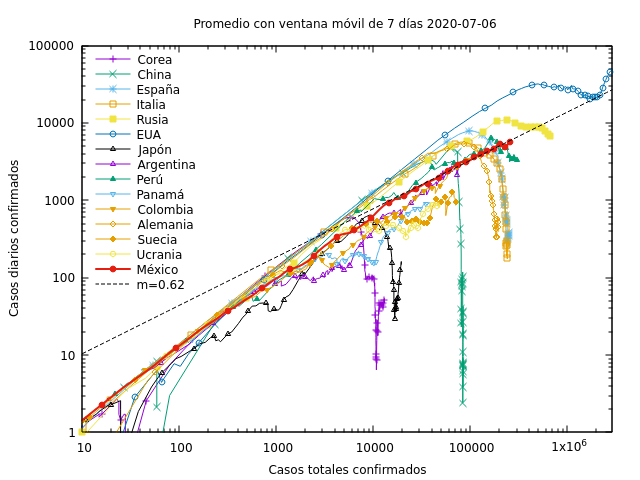 Promedio con ventana móvil de 7 días 2020-07-06
Casos diarios confirmados
100000
10000
1000
100
10
1
Corea
China
España
Italia
Rusia
EUA
Japón
Argentina
Perú
Panamá
Colombia
Alemania
Suecia
Ucrania
México
m=0.62
10 100 1000 10000 100000 1x10⁶
Casos totales confirmados